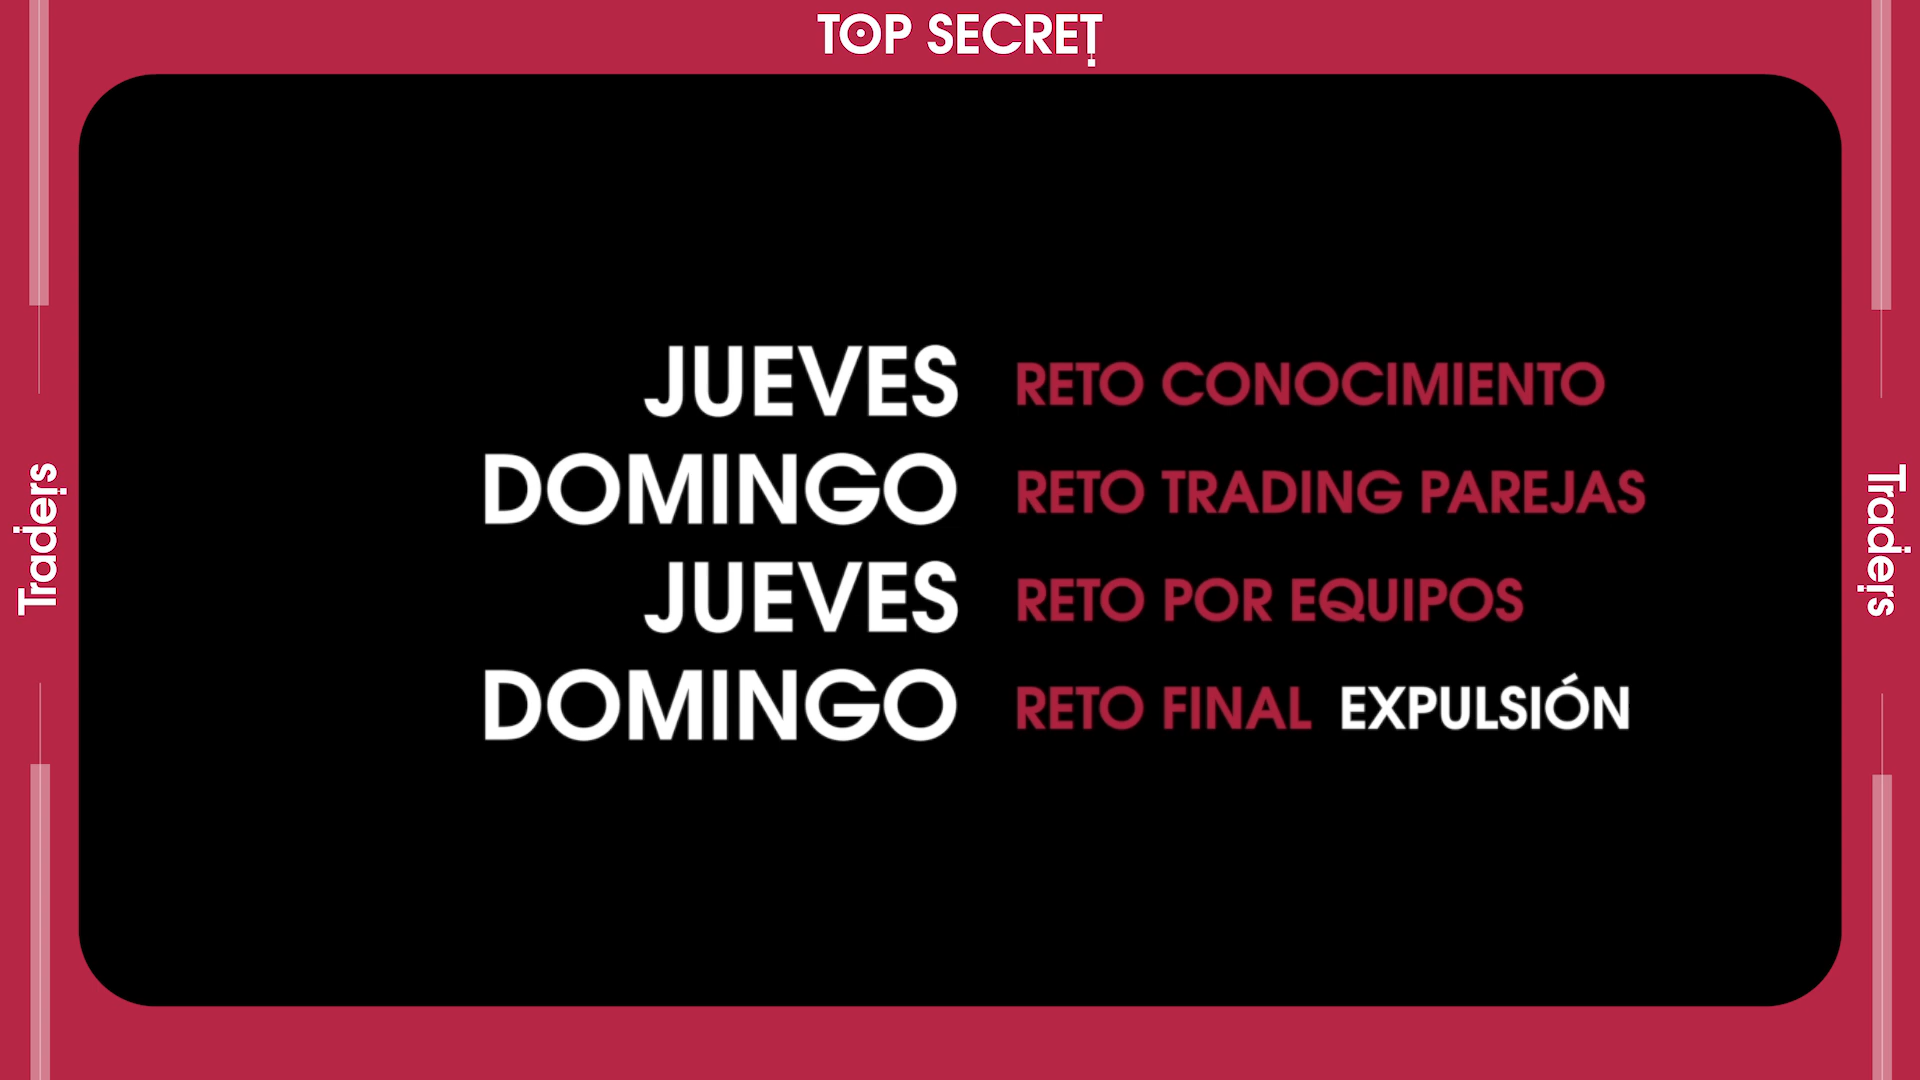 TOP SECRET
JUEVES RETO CONOCIMIENTO
DOMINGO RETO TRADING PAREJAS
JUEVES RETO POR EQUIPOS
DOMINGO RETO FINAL EXPULSIÓN
Traders
Traders